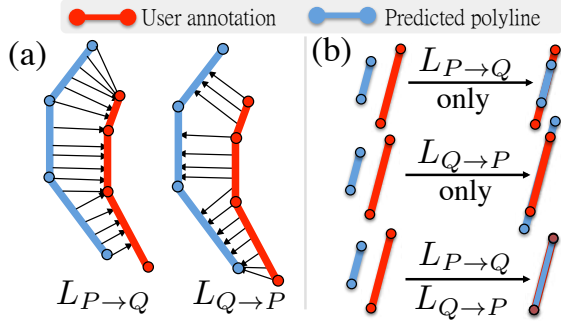 User annotation Predicted polyline
(a)
L_{P→Q} L_{Q→P}
(b)
L_{P→Q}
only
L_{Q→P}
only
L_{P→Q}
L_{Q→P}